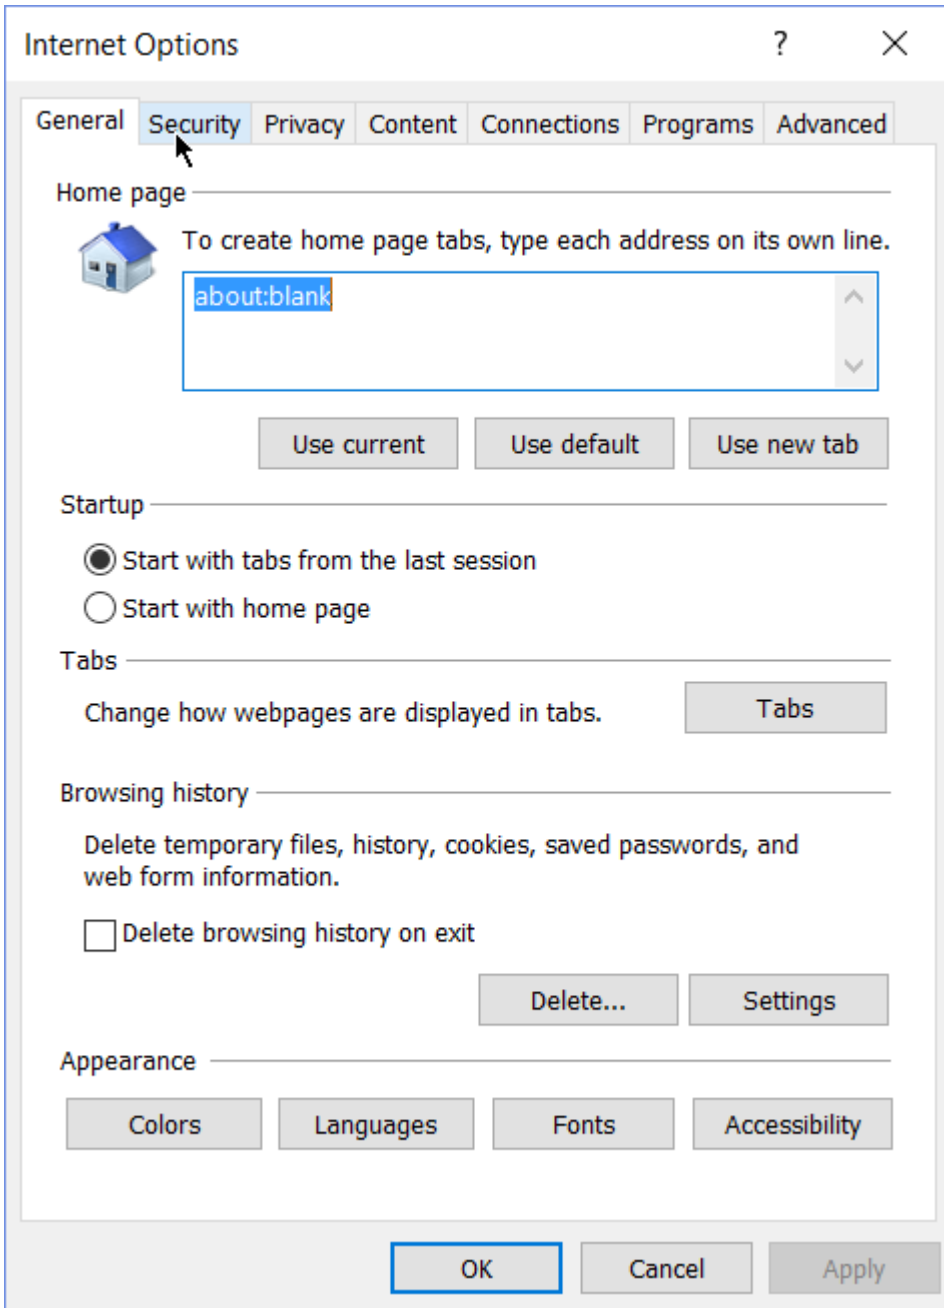 Internet Options ?
General Security Privacy Content Connections Programs Advanced
Home page
To create home page tabs, type each address on its own line.
about:blank
Use current Use default Use new tab
Startup
Start with tabs from the last session
Start with home page
Tabs
Change how webpages are displayed in tabs. Tabs
Browsing history
Delete temporary files, history, cookies, saved passwords, and
web form information.
Delete browsing history on exit
Delete... Settings
Appearance
Colors Languages Fonts Accessibility
OK Cancel Apply